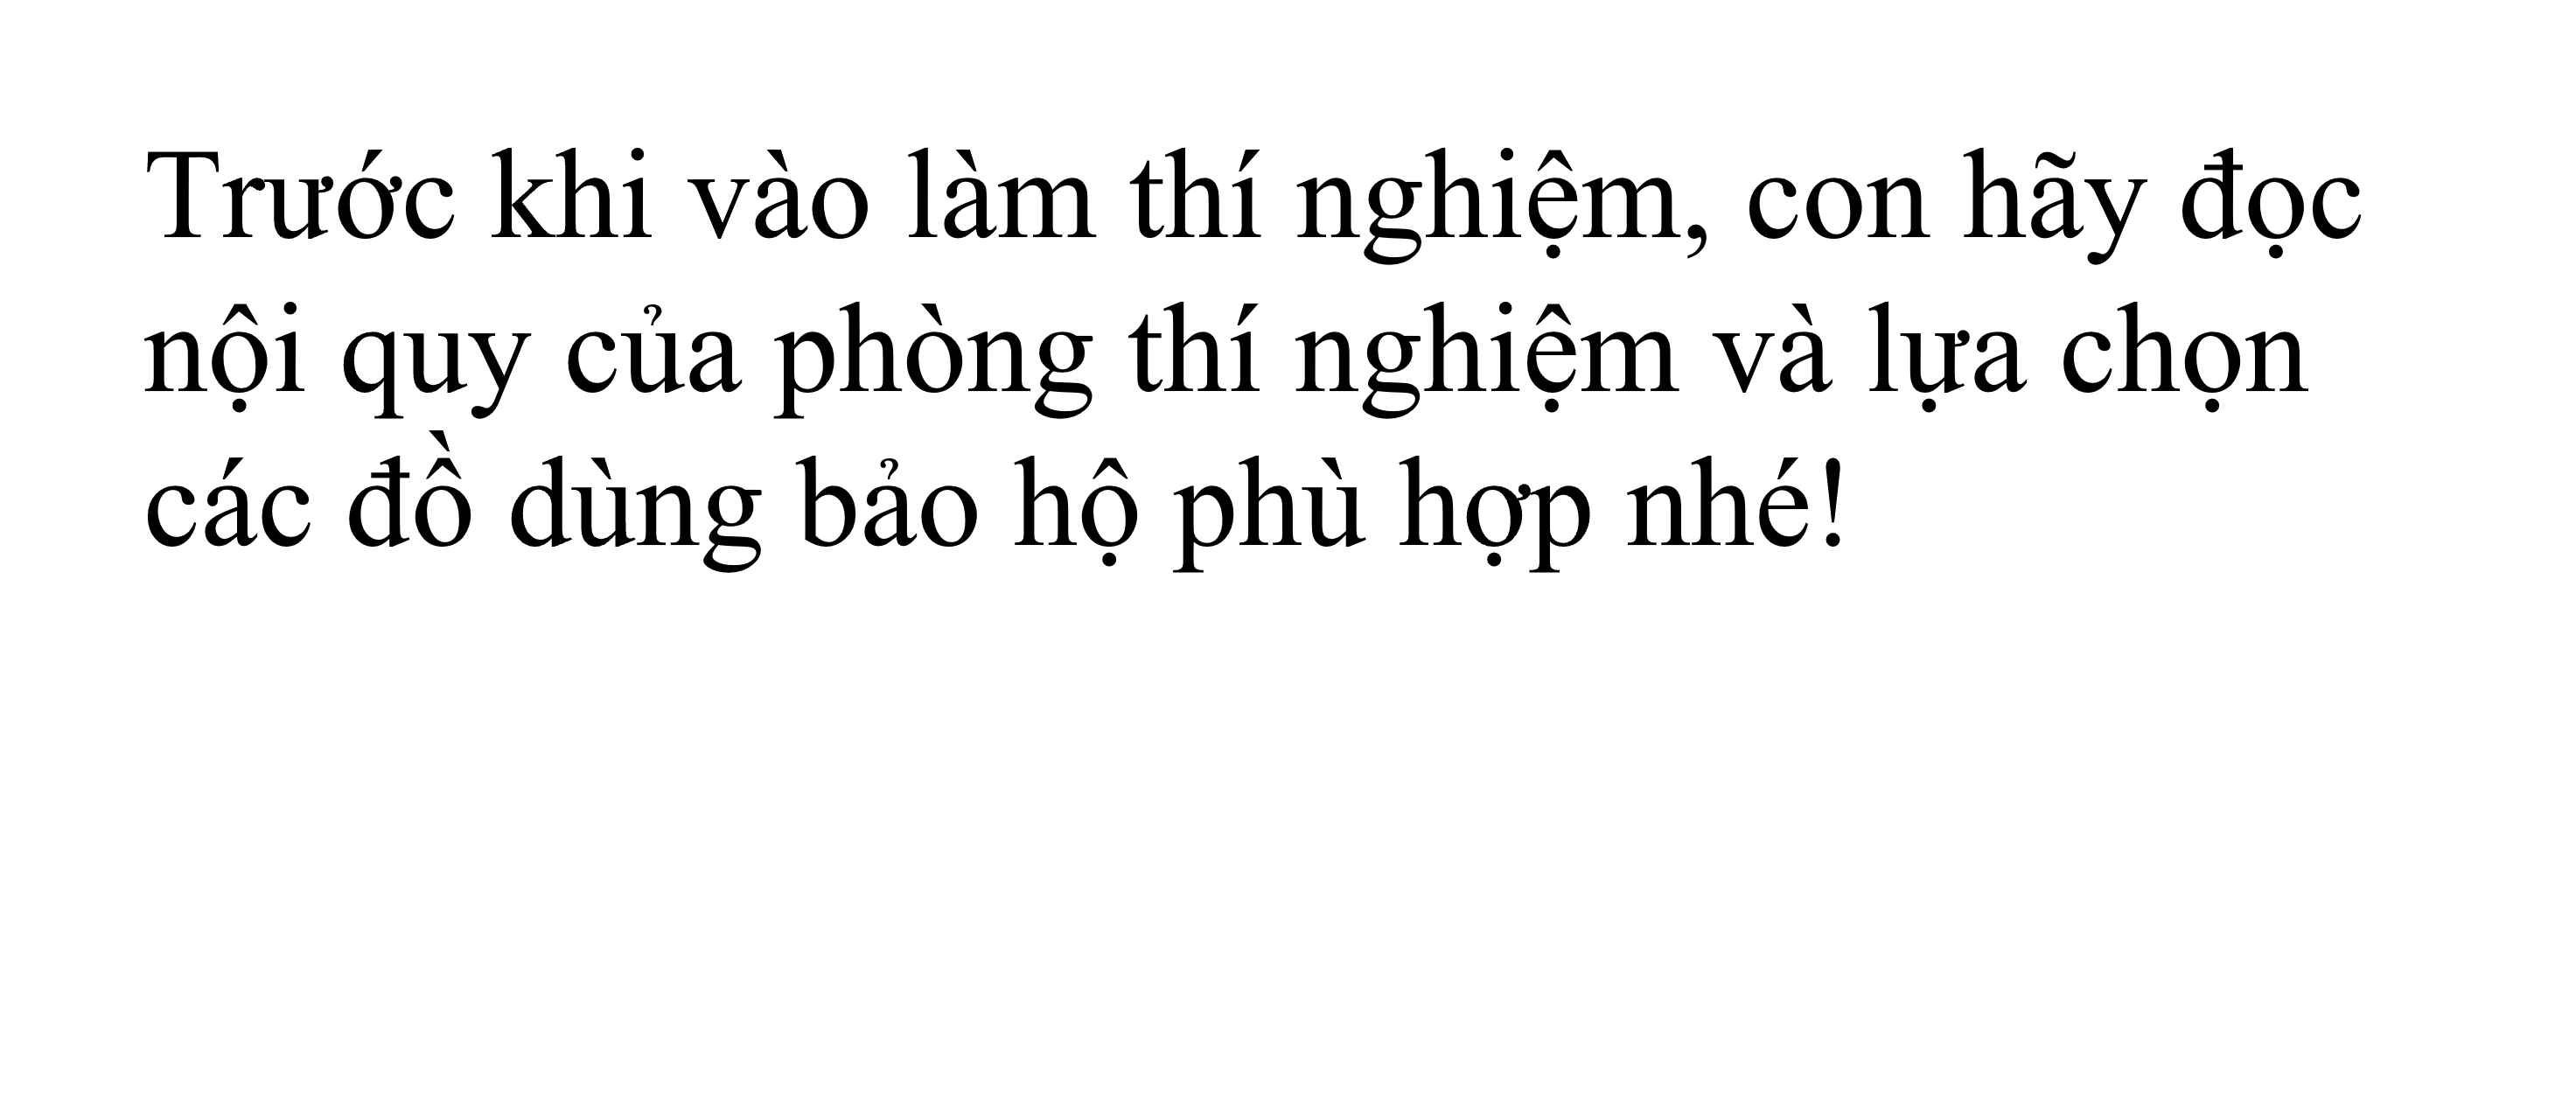 Trước khi vào làm thí nghiệm, con hãy đọc
nội quy của phòng thí nghiệm và lựa chọn
các đồ dùng bảo hộ phù hợp nhé!